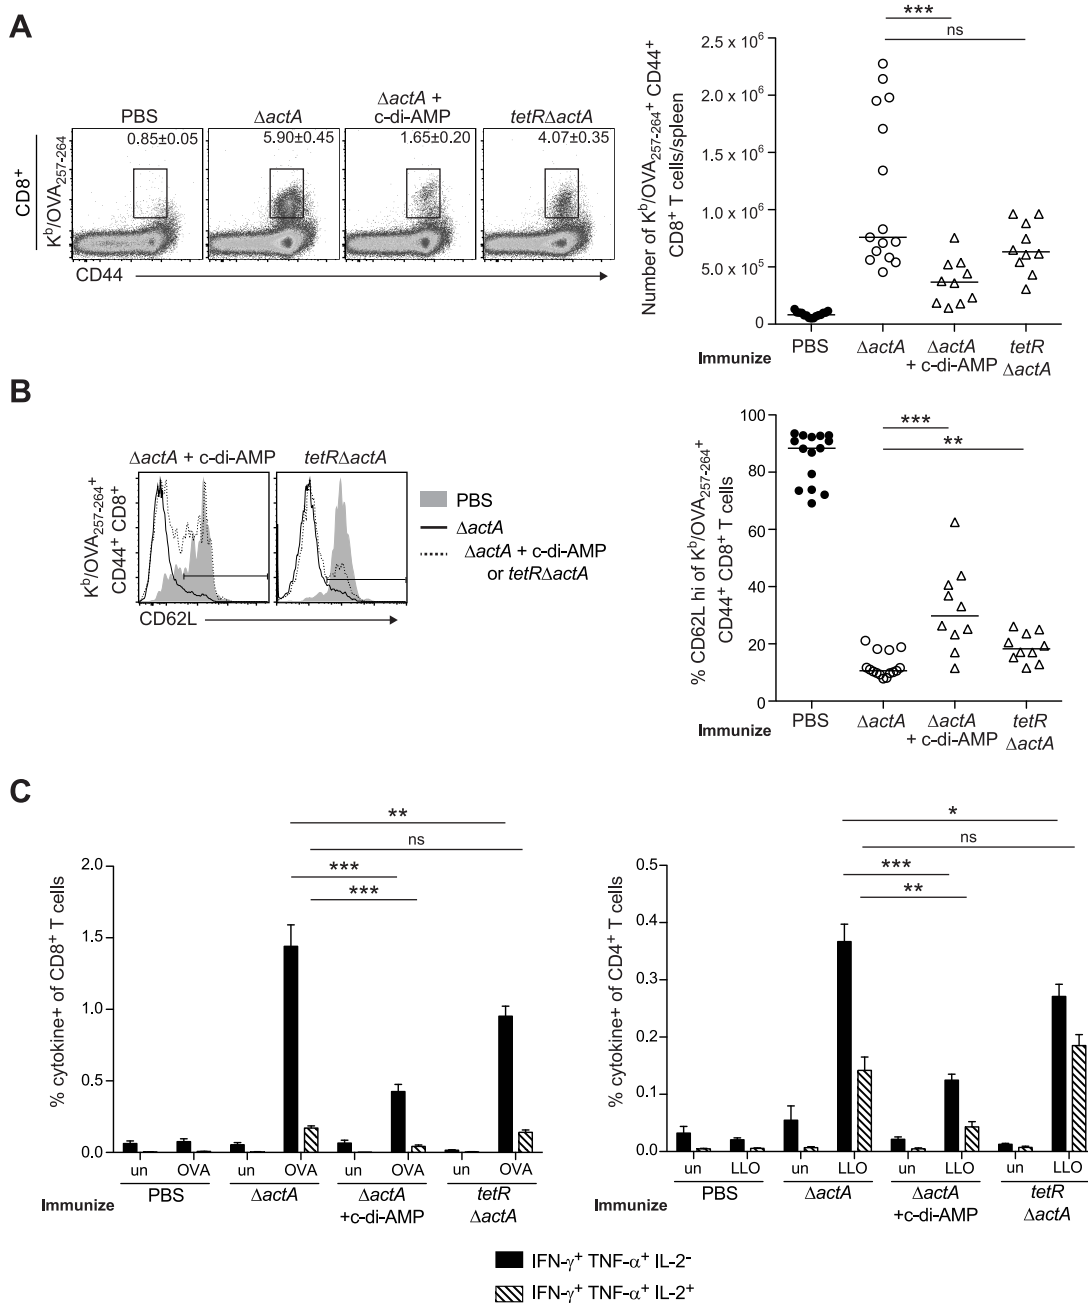 A
PBS
ΔactA
ΔactA +
c-di-AMP
tetRΔactA
0.85±0.05
5.90±0.45
1.65±0.20
4.07±0.35
CD8+
Kb/OVA257-264
CD44
***
ns
2.5 x 10^6
2.0 x 10^6
1.5 x 10^6
1.0 x 10^6
5.0 x 10^5
0
Number of Kb/OVA257-264+ CD44+
CD8+ T cells/spleen
Immunize
PBS
ΔactA
ΔactA
+ c-di-AMP
tetR
ΔactA
B
ΔactA + c-di-AMP
tetRΔactA
Kb/OVA257-264+
CD44+ CD8+
CD62L
PBS
ΔactA
ΔactA + c-di-AMP
or tetRΔactA
***
**
100
80
60
40
20
0
% CD62L hi of Kb/OVA257-264+
CD44+ CD8+ T cells
Immunize
PBS
ΔactA
ΔactA
+ c-di-AMP
tetR
ΔactA
C
**
ns
***
***
2.0
1.5
1.0
0.5
0.0
% cytokine+ of CD8+ T cells
un OVA un OVA un OVA un OVA
PBS
ΔactA
ΔactA
+c-di-AMP
tetR
ΔactA
Immunize
*
ns
***
**
0.5
0.4
0.3
0.2
0.1
0.0
% cytokine+ of CD4+ T cells
un LLO un LLO un LLO un LLO
PBS
ΔactA
ΔactA
+c-di-AMP
tetR
ΔactA
Immunize
IFN-γ+ TNF-α+ IL-2-
IFN-γ+ TNF-α+ IL-2+